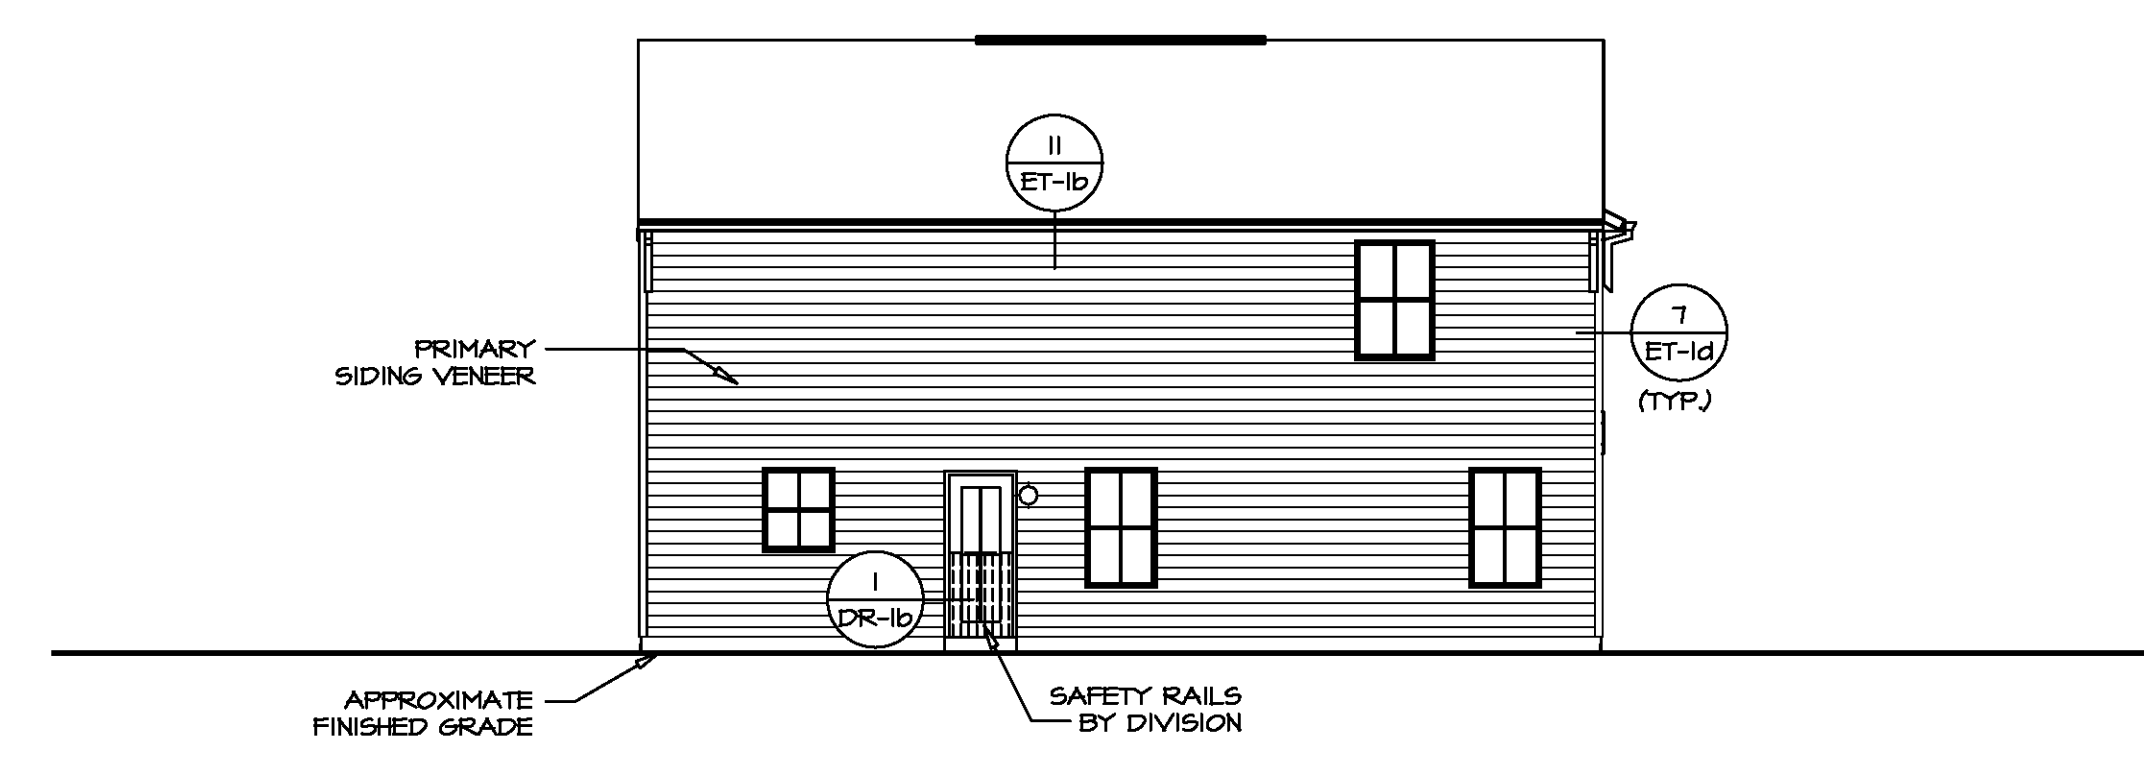 11
ET-1b
7
ET-1d
(TYP.)
PRIMARY
SIDING VENEER
1
DR-1b
APPROXIMATE
FINISHED GRADE
SAFETY RAILS
BY DIVISION